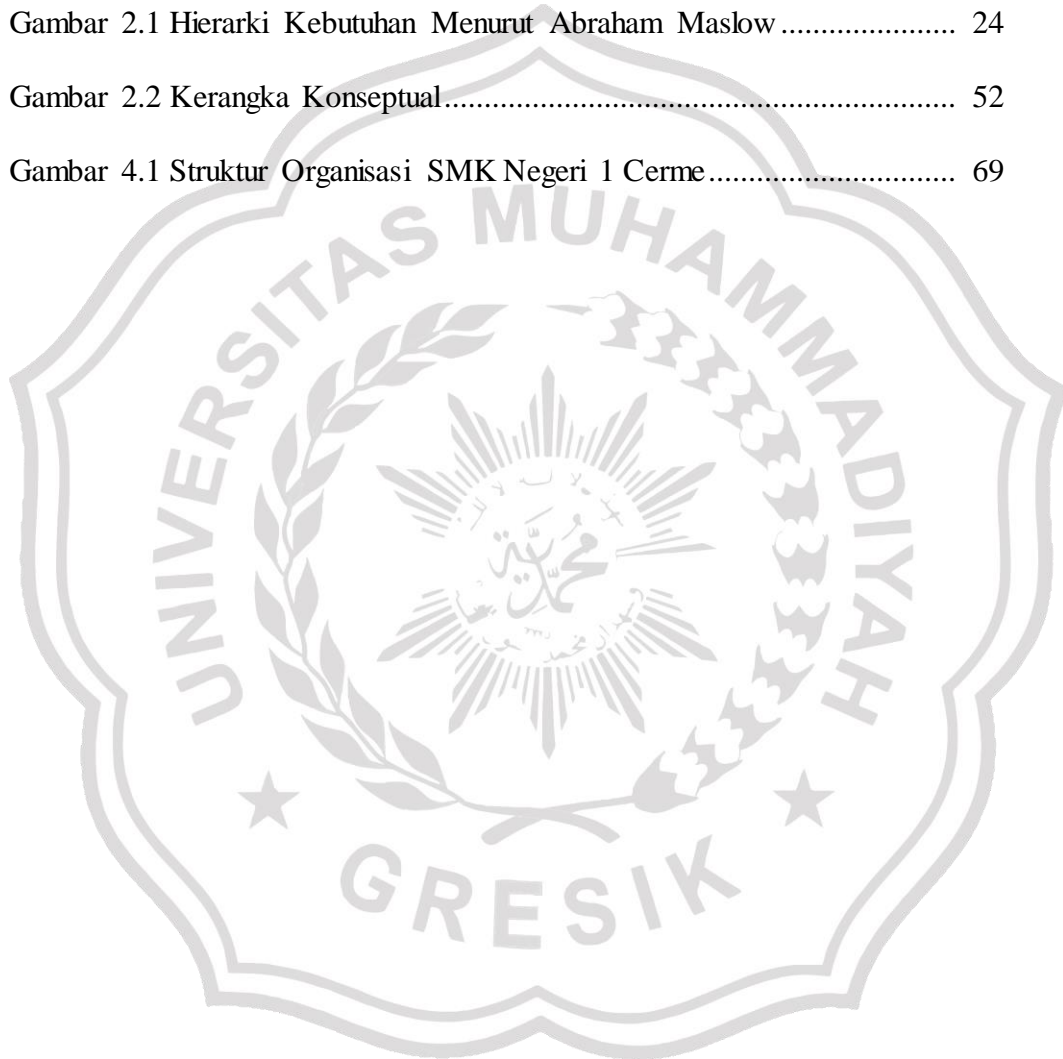 Gambar 2.1 Hierarki Kebutuhan Menurut Abraham Maslow ...................... 24
Gambar 2.2 Kerangka Konseptual................................................................ 52
Gambar 4.1 Struktur Organisasi SMK Negeri 1 Cerme............................... 69
UNIVERSITAS MUHAMMADIYAH
محمدية
GRESIK